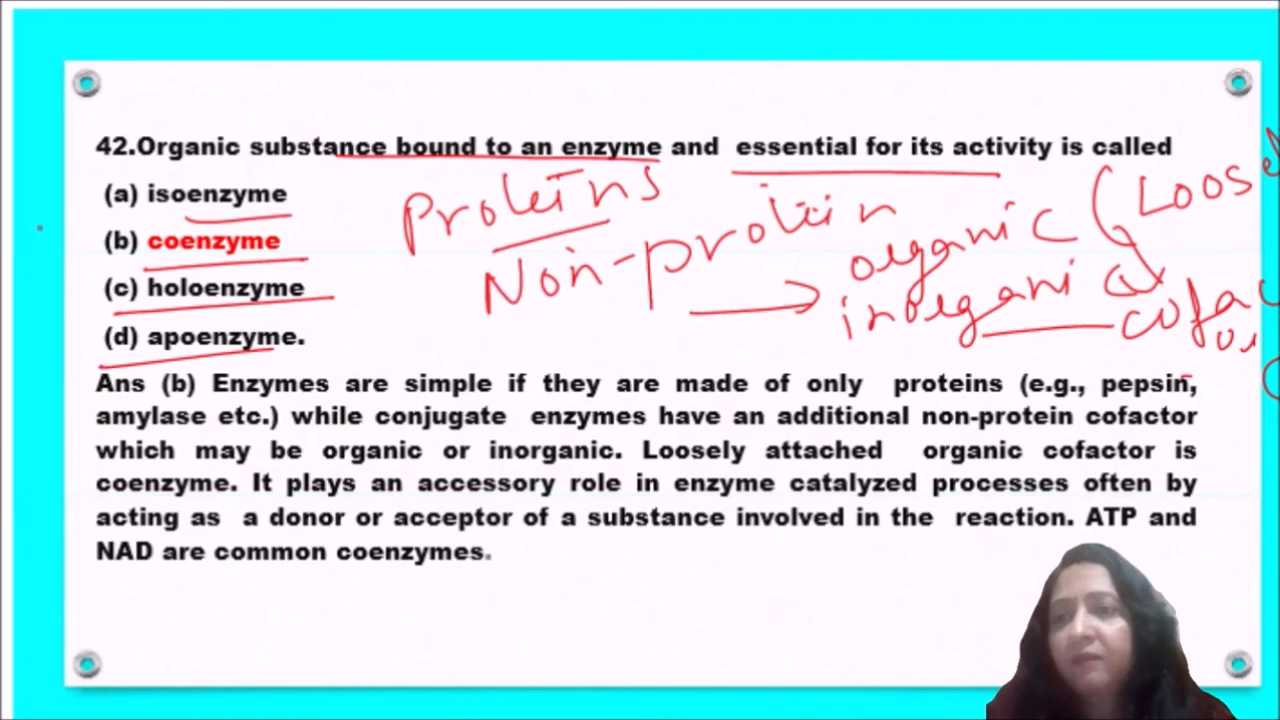 42.Organic substance bound to an enzyme and essential for its activity is called
(a) isoenzyme
(b) coenzyme
(c) holoenzyme
(d) apoenzyme.
Proteins
Non-protein
organic (Loos
inorganic
Ans (b) Enzymes are simple if they are made of only proteins (e.g., pepsin,
amylase etc.) while conjugate enzymes have an additional non-protein cofactor
which may be organic or inorganic. Loosely attached organic cofactor is
coenzyme. It plays an accessory role in enzyme catalyzed processes often by
acting as a donor or acceptor of a substance involved in the reaction. ATP and
NAD are common coenzymes.